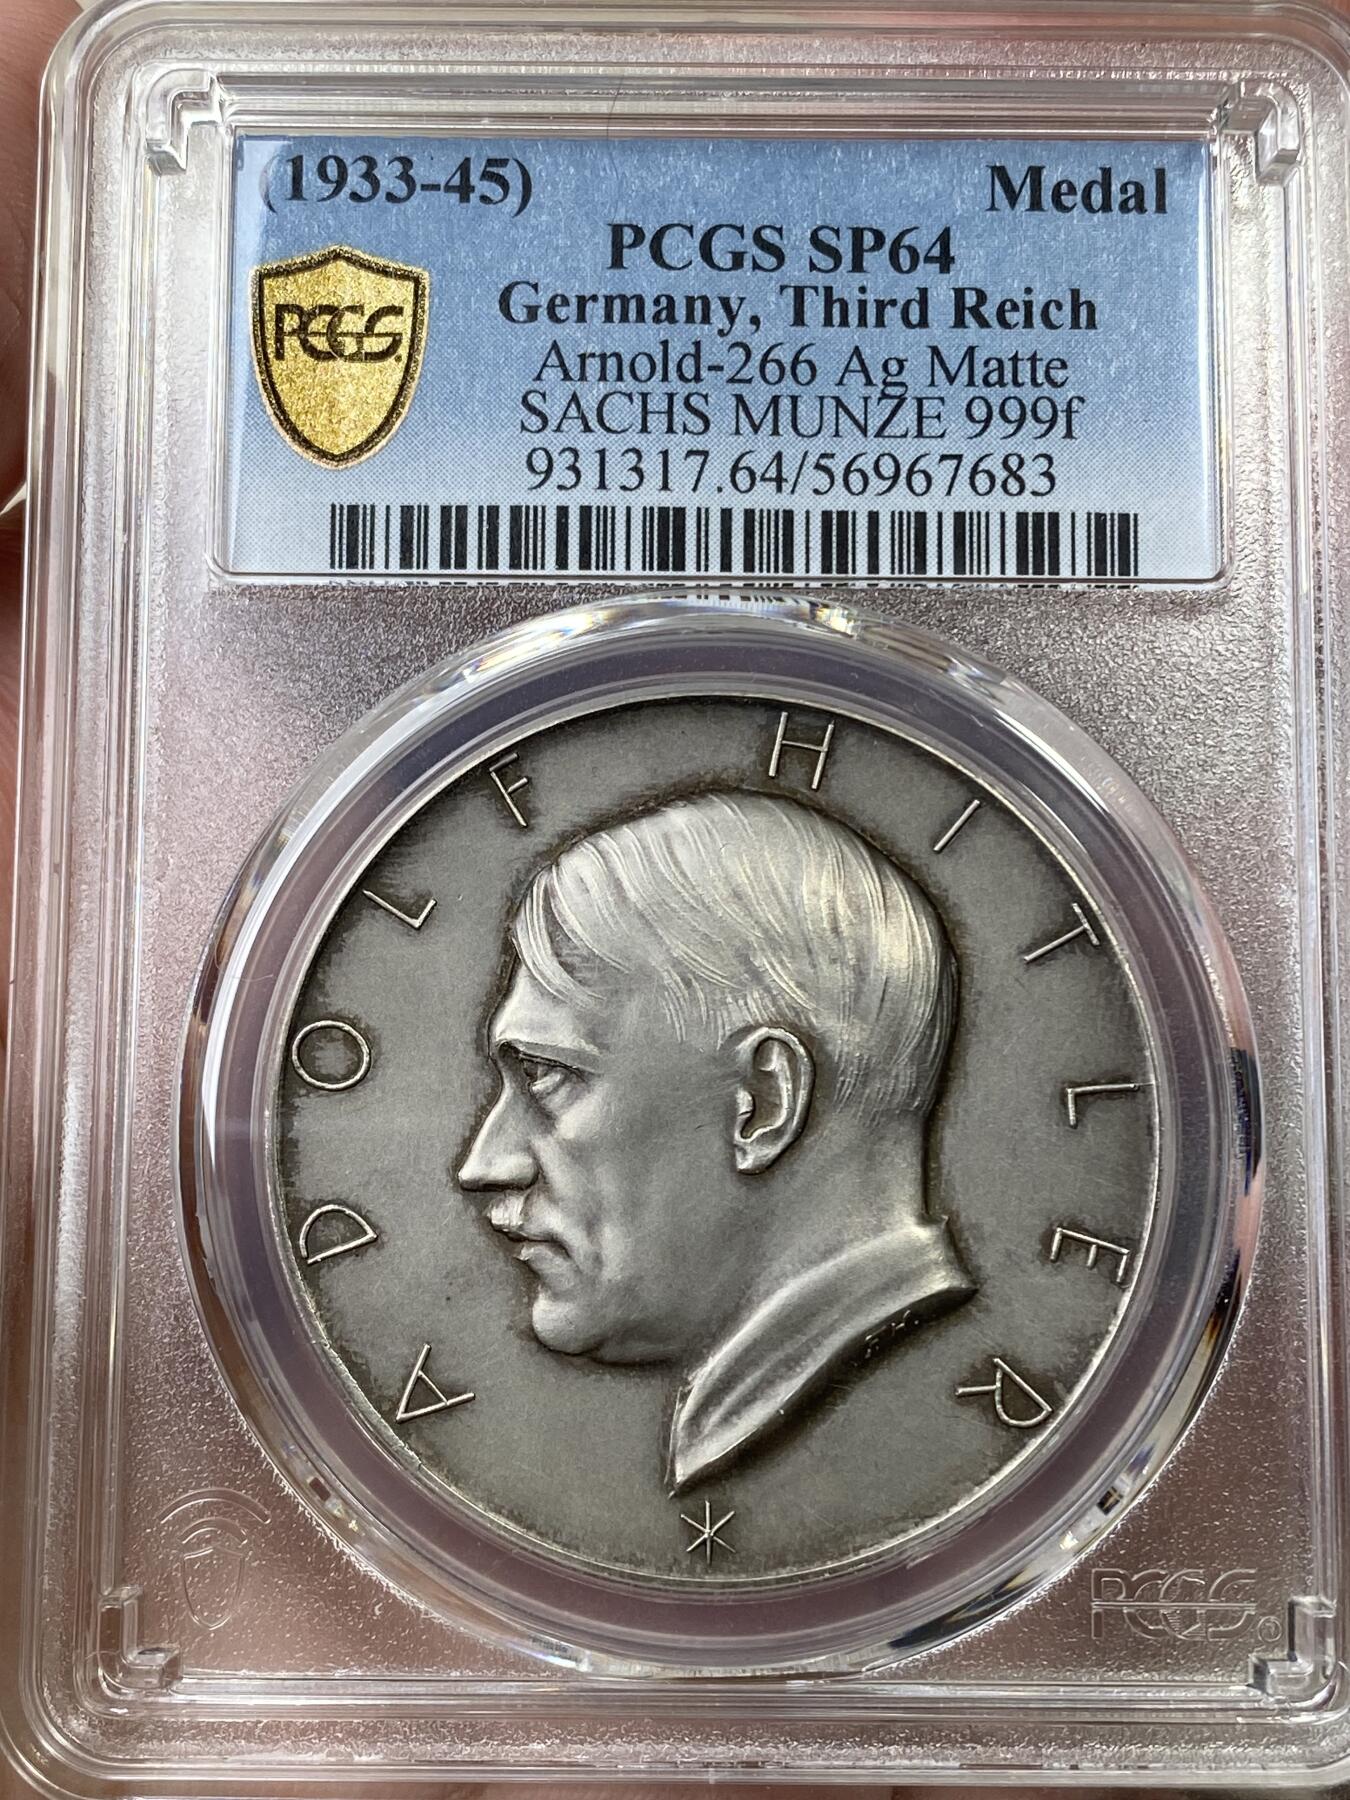 (1933-45) Medal
PCGS SP64
Germany, Third Reich
PCGS
Arnold-266 Ag Matte
SACHS MUNZE 999f
931317.64/56967683
ADOLF HITLER *
F.H.
PCGS